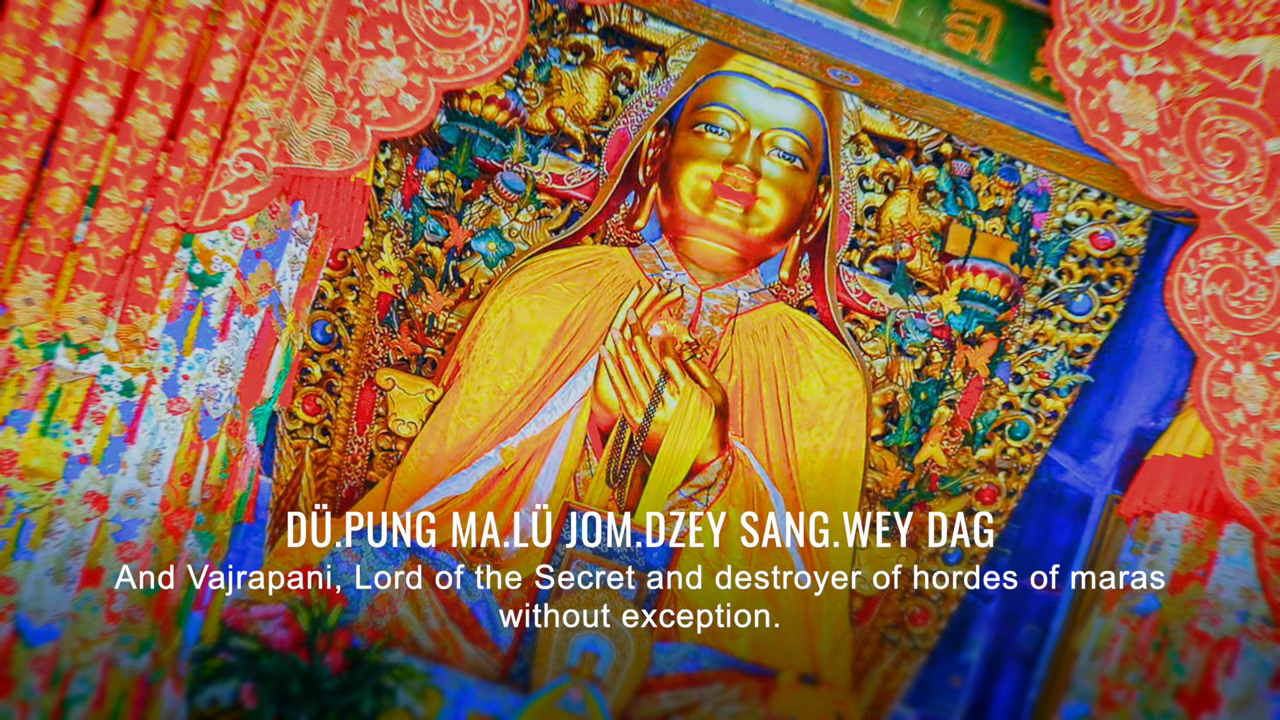 DÜ.PUNG MA.LÜ JOM.DZEY SANG.WEY DAG
And Vajrapani, Lord of the Secret and destroyer of hordes of maras
without exception.